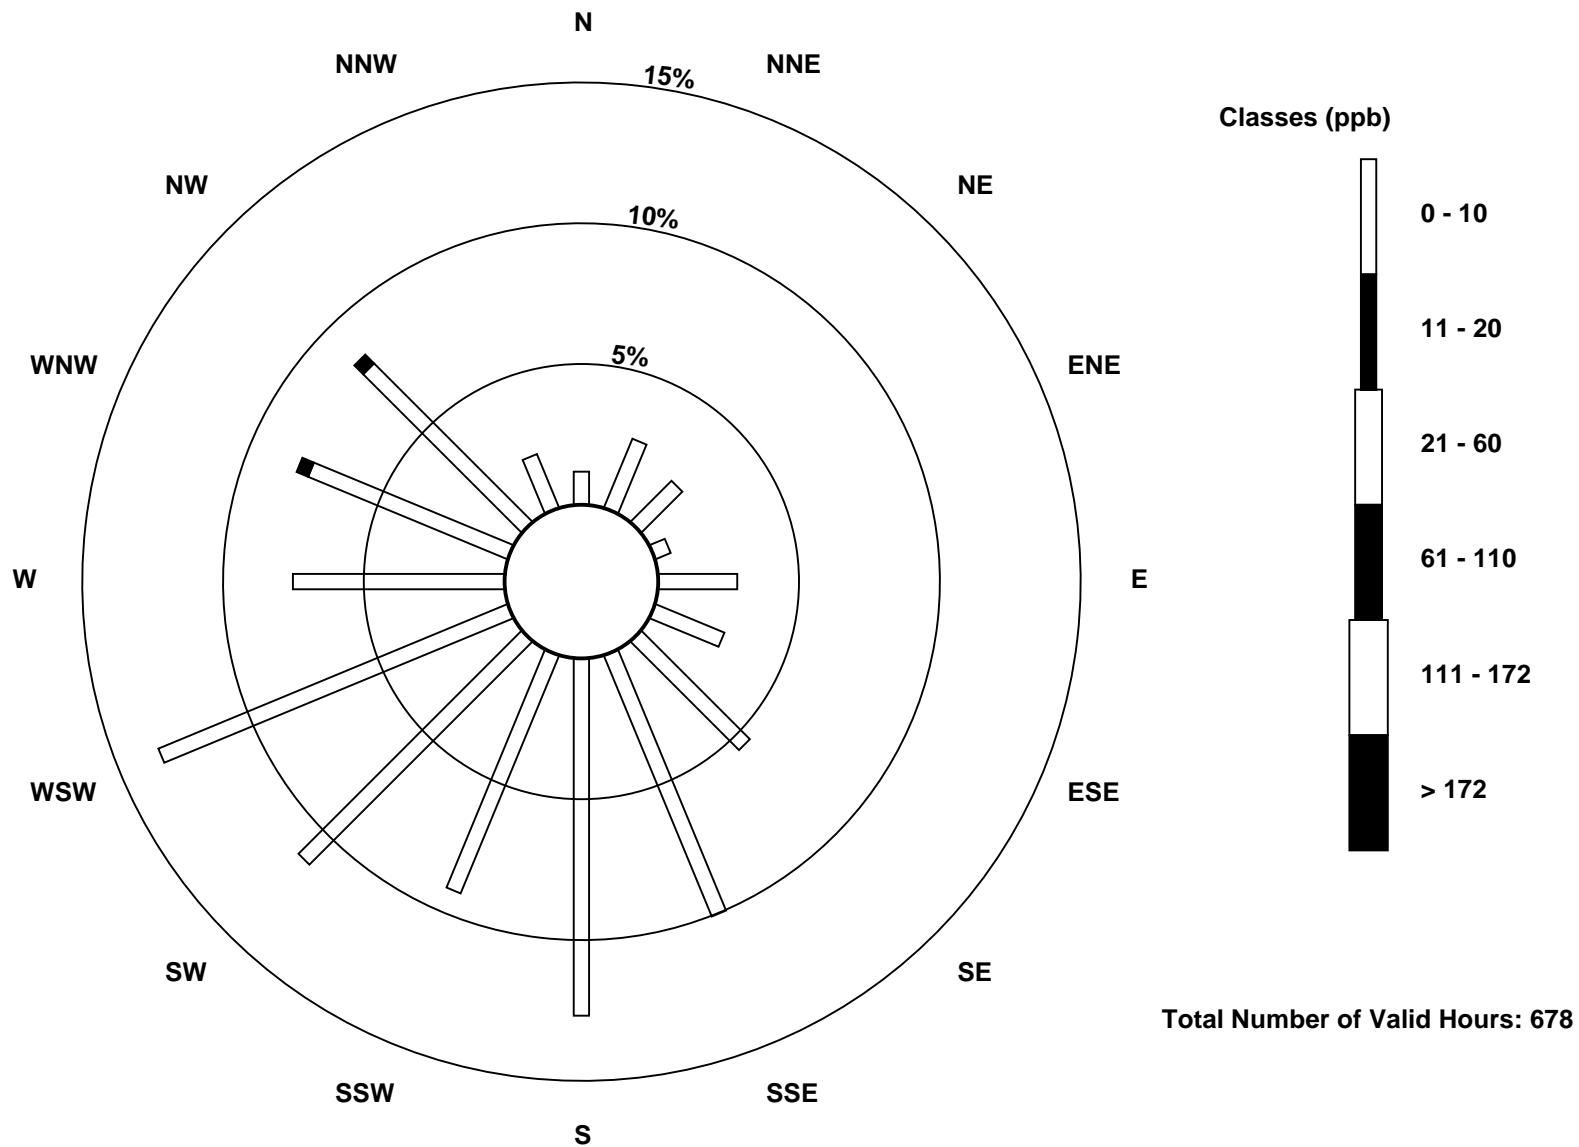 N
NNW
NNE
15%
Classes (ppb)
NW
NE
10%
0 - 10
11 - 20
5%
WNW
ENE
21 - 60
W
E
61 - 110
111 - 172
WSW
ESE
> 172
SW
SE
Total Number of Valid Hours: 678
SSW
SSE
S